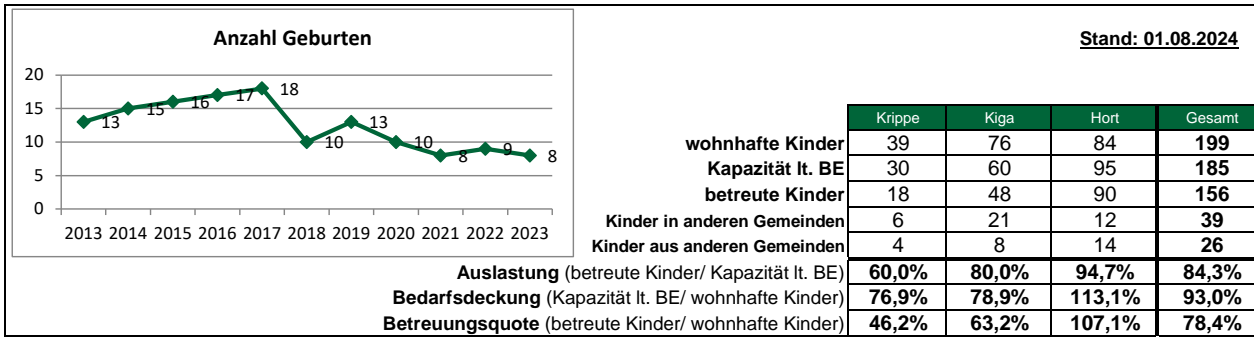 Anzahl Geburten
Stand: 01.08.2024
20
15
10
5
0
13
15
16
17
18
10
13
10
8
9
8
2013 2014 2015 2016 2017 2018 2019 2020 2021 2022 2023
Krippe Kiga Hort Gesamt
wohnhafte Kinder 39 76 84 199
Kapazität lt. BE 30 60 95 185
betreute Kinder 18 48 90 156
Kinder in anderen Gemeinden 6 21 12 39
Kinder aus anderen Gemeinden 4 8 14 26
Auslastung (betreute Kinder/ Kapazität lt. BE) 60,0% 80,0% 94,7% 84,3%
Bedarfsdeckung (Kapazität lt. BE/ wohnhafte Kinder) 76,9% 78,9% 113,1% 93,0%
Betreuungsquote (betreute Kinder/ wohnhafte Kinder) 46,2% 63,2% 107,1% 78,4%